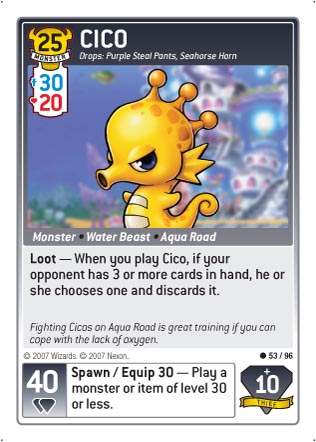 25
MONSTER
CICO
Drops: Purple Steal Pants, Seahorse Horn
30
20
Monster • Water Beast • Aqua Road
Loot — When you play Cico, if your
opponent has 3 or more cards in hand, he or
she chooses one and discards it.
Fighting Cicos on Aqua Road is great training if you can
cope with the lack of oxygen.
© 2007 Wizards. © 2007 Nexon.
● 53 / 96
40
Spawn / Equip 30 — Play a
monster or item of level 30
or less.
+
10
THIEF